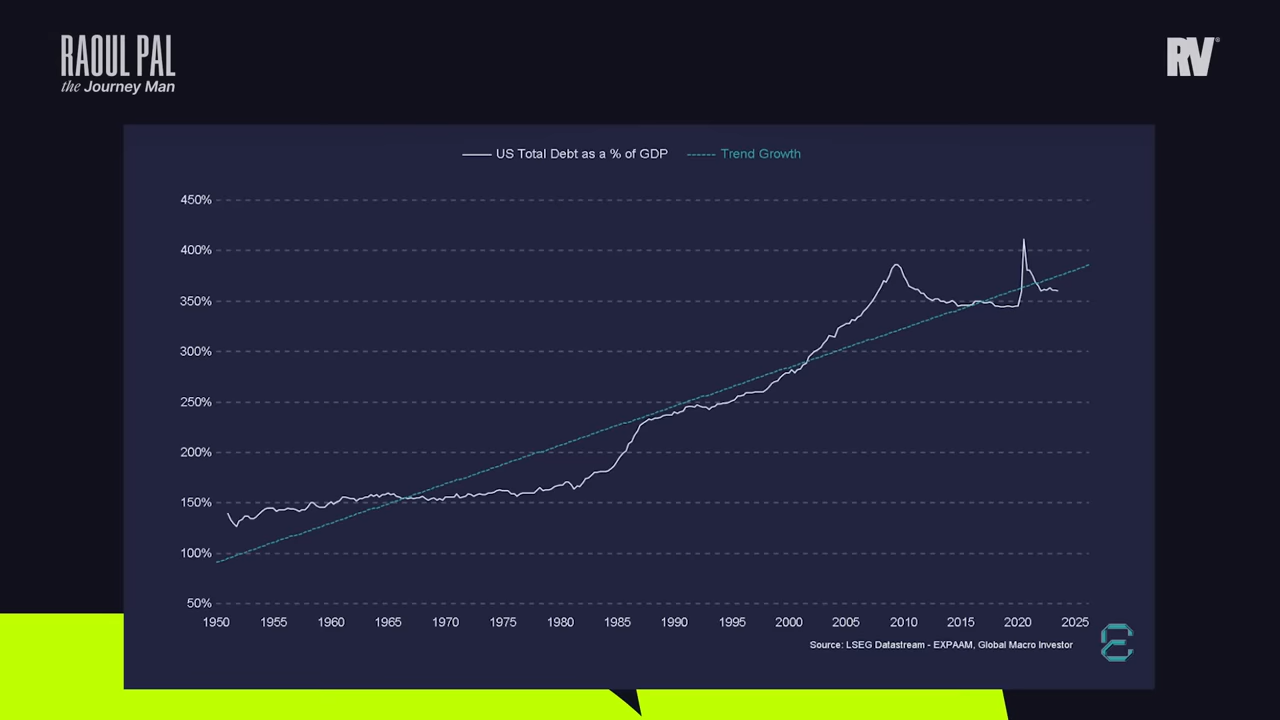 RAOUL PAL
the Journey Man
RV®
US Total Debt as a % of GDP
Trend Growth
450%
400%
350%
300%
250%
200%
150%
100%
50%
1950 1955 1960 1965 1970 1975 1980 1985 1990 1995 2000 2005 2010 2015 2020 2025
Source: LSEG Datastream - EXPAAM, Global Macro Investor